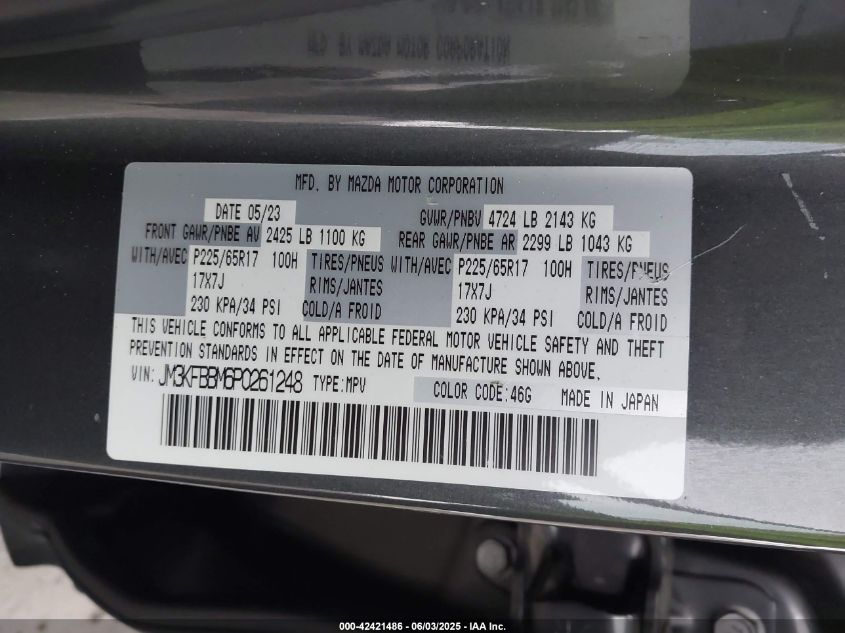 MFD. BY MAZDA MOTOR CORPORATION
DATE 05/23 GVWR/PNBV 4724 LB 2143 KG
FRONT GAWR/PNBE AV 2425 LB 1100 KG REAR GAWR/PNBE AR 2299 LB 1043 KG
WITH/AVEC P225/65R17 100H TIRES/PNEUS WITH/AVEC P225/65R17 100H TIRES/PNEUS
17X7J RIMS/JANTES 17X7J RIMS/JANTES
230 KPA/34 PSI COLD/A FROID 230 KPA/34 PSI COLD/A FROID
THIS VEHICLE CONFORMS TO ALL APPLICABLE FEDERAL MOTOR VEHICLE SAFETY AND THEFT
PREVENTION STANDARDS IN EFFECT ON THE DATE OF MANUFACTURE SHOWN ABOVE.
VIN: JM3KFBBM6P0261248 TYPE:MPV COLOR CODE:46G MADE IN JAPAN
000-42421486 - 06/03/2025 - IAA Inc.